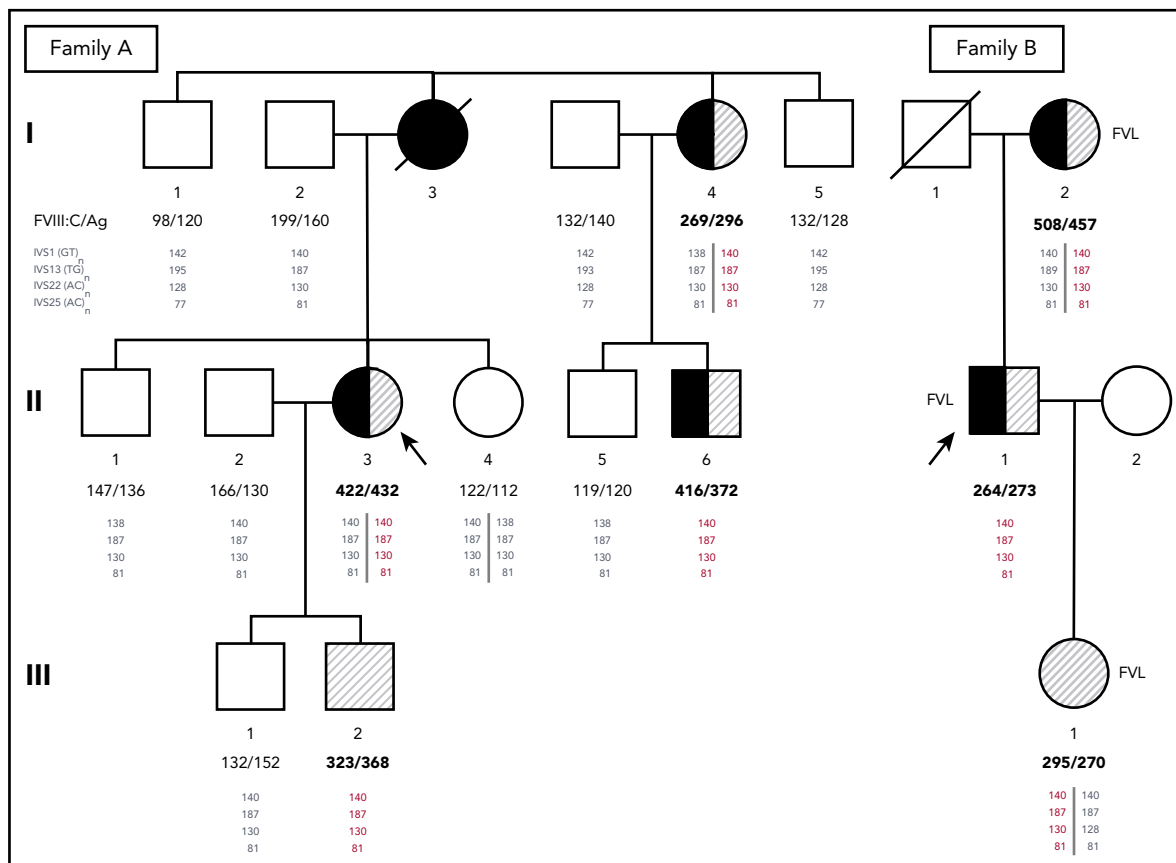 Family A Family B
I
FVL
1 2 3 4 5 1 2
FVIII:C/Ag 98/120 199/160 132/140 269/296 132/128 508/457
IVS1 (GT)n 142 140 142 138 140 142 140 140
IVS13 (TG)n 195 187 193 187 187 195 189 187
IVS22 (AC)n 128 130 128 130 130 128 130 130
IVS25 (AC)n 77 81 77 81 81 77 81 81
II
FVL
1 2 3 4 5 6 1 2
147/136 166/130 422/432 122/112 119/120 416/372 264/273
138 140 140 140 140 138 138 140 140
187 187 187 187 187 187 187 187 187
130 130 130 130 130 130 130 130 130
81 81 81 81 81 81 81 81 81
III
FVL
1 2 1
132/152 323/368 295/270
140 140 140 140
187 187 187 187
130 130 130 128
81 81 81 81